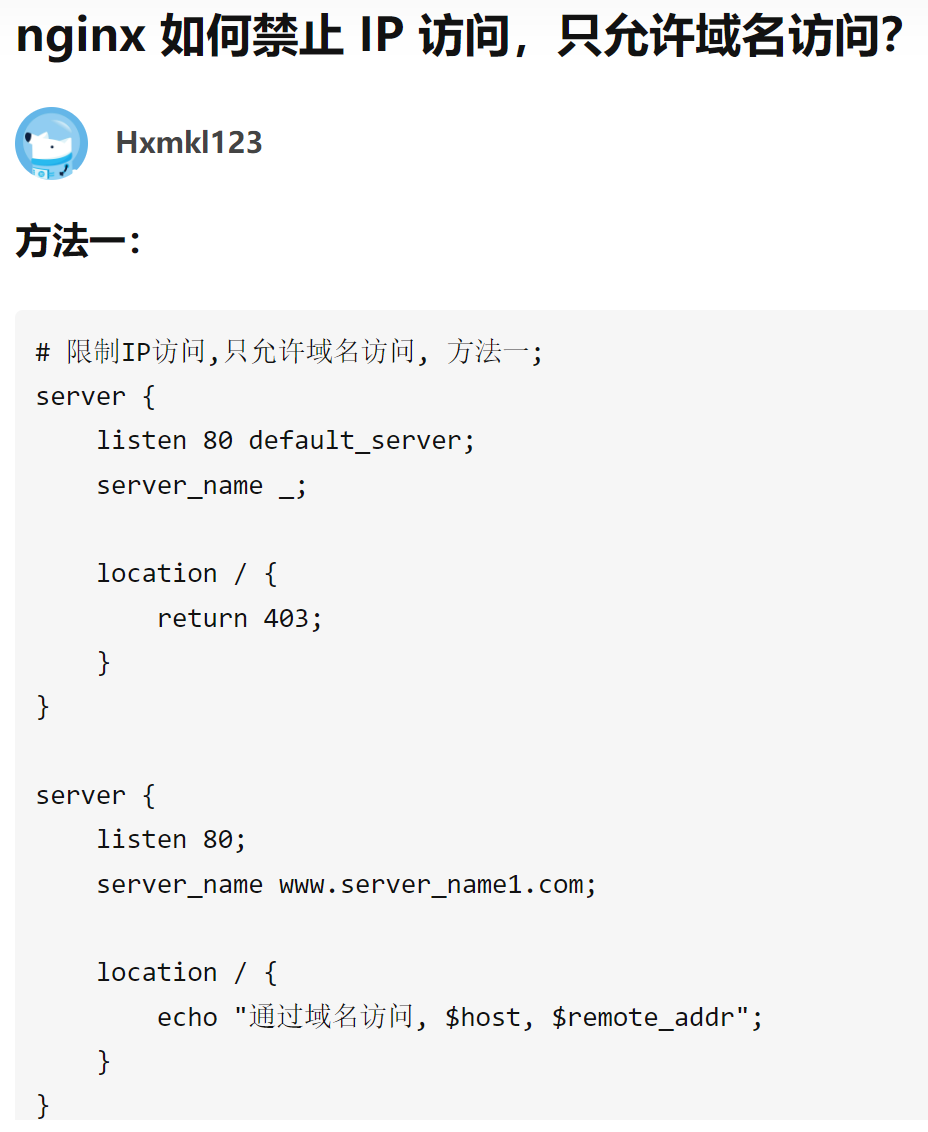 nginx 如何禁止 IP 访问，只允许域名访问？
Hxmkl123
方法一：
# 限制IP访问,只允许域名访问, 方法一;
server {
    listen 80 default_server;
    server_name _;
    location / {
        return 403;
    }
}
server {
    listen 80;
    server_name www.server_name1.com;
    location / {
        echo "通过域名访问, $host, $remote_addr";
    }
}